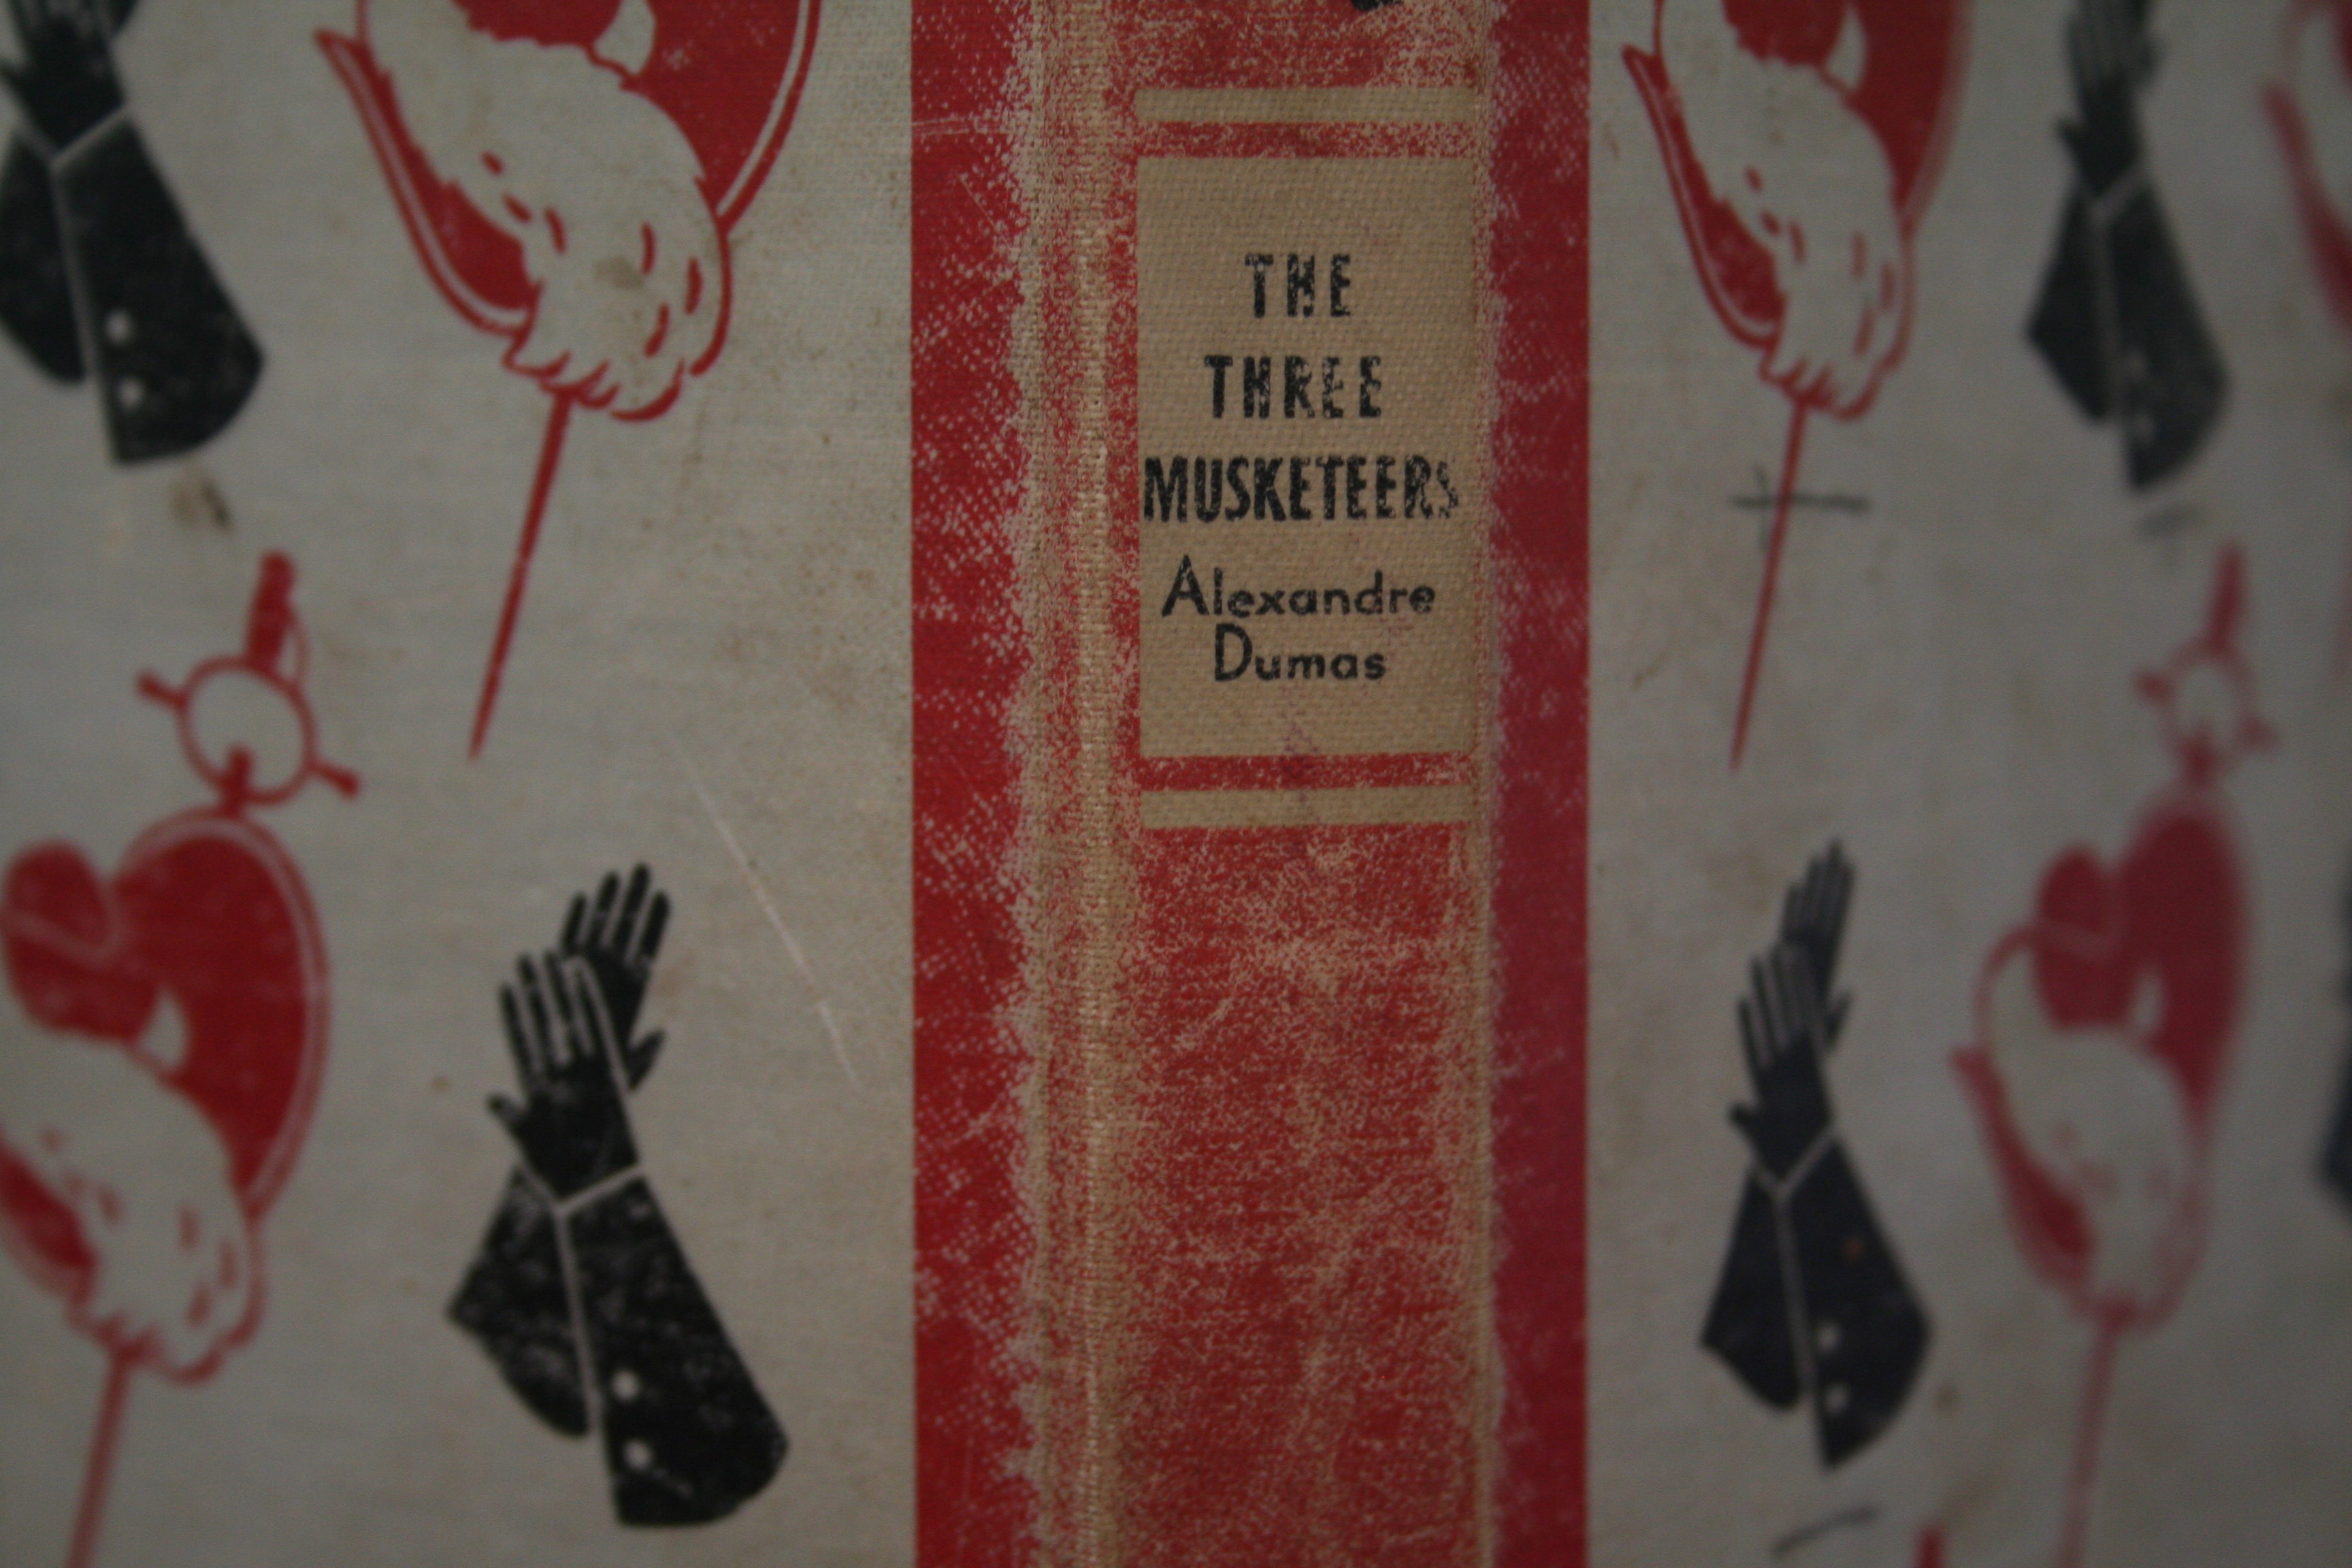 THE
THREE
MUSKETEERS
Alexandre
Dumas